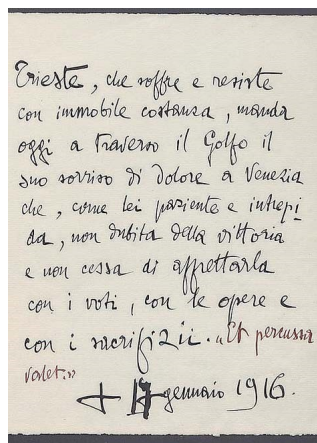 Trieste, che soffre e resiste
con immobile costanza, manda
oggi a traverso il Golfo il
suo sorriso di dolore a Venezia
che, come lei paziente e intrepi
da, non dubita della vittoria
e non cessa di affrettarla
con i voti, con le opere e
con i sacrifizii. "Et percussa
valet."
gennaio 1916.